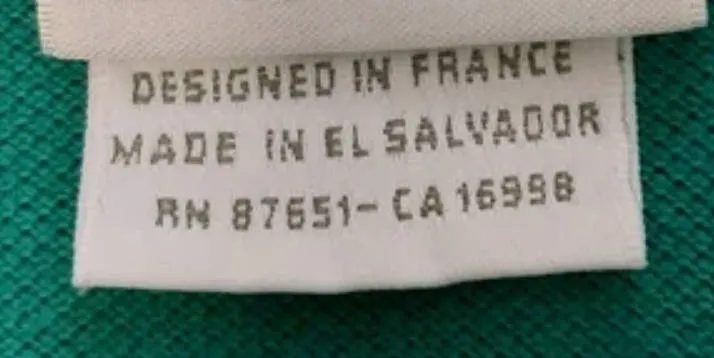 DESIGNED IN FRANCE
MADE IN EL SALVADOR
RN 87651- CA 16998